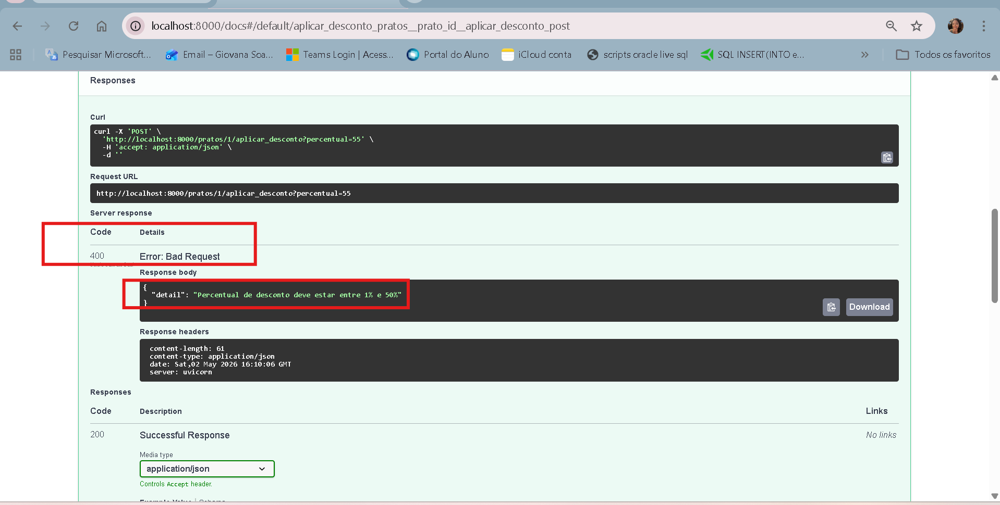 localhost:8000/docs#/default/aplicar_desconto_pratos__prato_id__aplicar_desconto_post
Pesquisar Microsoft... Email – Giovana Soa... Teams Login | Acess... Portal do Aluno iCloud conta scripts oracle live sql SQL INSERT(INTO e... » Todos os favoritos
Responses
Curl
curl -X 'POST' \
'http://localhost:8000/pratos/1/aplicar_desconto?percentual=55' \
-H 'accept: application/json' \
-d ''
Request URL
http://localhost:8000/pratos/1/aplicar_desconto?percentual=55
Server response
Code Details
400 Error: Bad Request
Response body
{
"detail": "Percentual de desconto deve estar entre 1% e 50%"
}
Download
Response headers
content-length: 61
content-type: application/json
date: Sat,02 May 2026 16:10:06 GMT
server: uvicorn
Responses
Code Description Links
200 Successful Response No links
Media type
application/json
Controls Accept header.